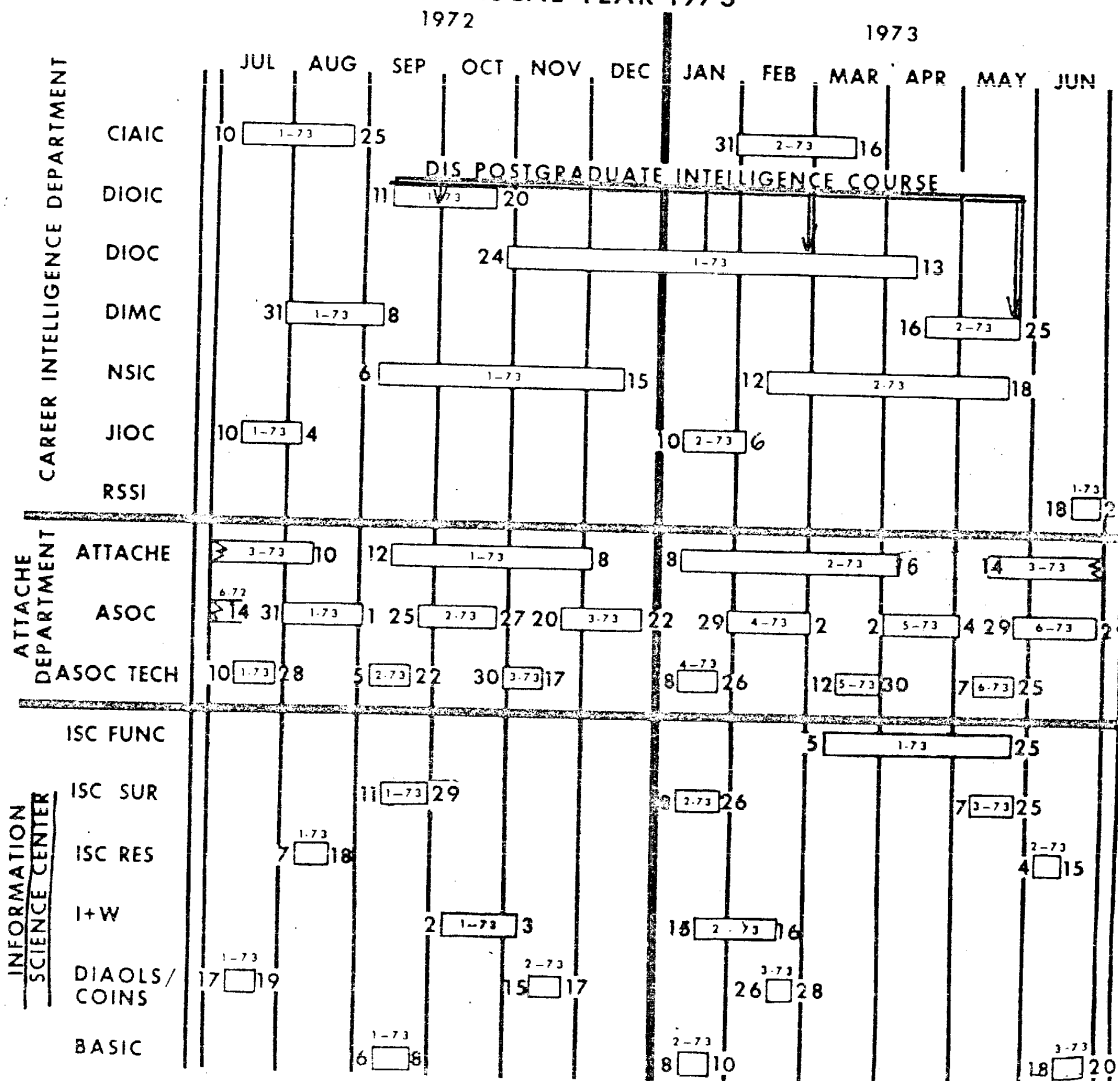 1972
1973
JUL AUG SEP OCT NOV DEC JAN FEB MAR APR MAY JUN
CAREER INTELLIGENCE DEPARTMENT
CIAIC 10 1-73 25 31 2-73 16
DIS POSTGRADUATE INTELLIGENCE COURSE
DIOIC 11 20
DIOC 24 1-73 13
DIMC 31 1-73 8 16 2-73 25
NSIC 6 1-73 15 12 2-73 18
JIOC 10 1-73 4 10 2-73 6
RSSI 18 1-73
ATTACHE DEPARTMENT
ATTACHE 3-73 10 12 1-73 8 8 2-73 14 3-73
ASOC 6-72 14 31 1-73 1 25 2-73 27 20 3-73 22 29 4-73 2 2 5-73 4 29 6-73
ASOC TECH 10 1-73 28 5 2-73 22 30 3-73 17 8 4-73 26 12 5-73 30 7 6-73 25
INFORMATION SCIENCE CENTER
ISC FUNC 5 1-73 25
ISC SUR 11 1-73 29 2-73 26 7 3-73 25
ISC RES 7 1-73 18 4 2-73 15
I+W 2 1-73 3 15 16
DIAOLS/ 17 1-73 19 15 2-73 17 26 3-73 28
COINS
BASIC 6 1-73 8 8 2-73 10 18 3-73 20